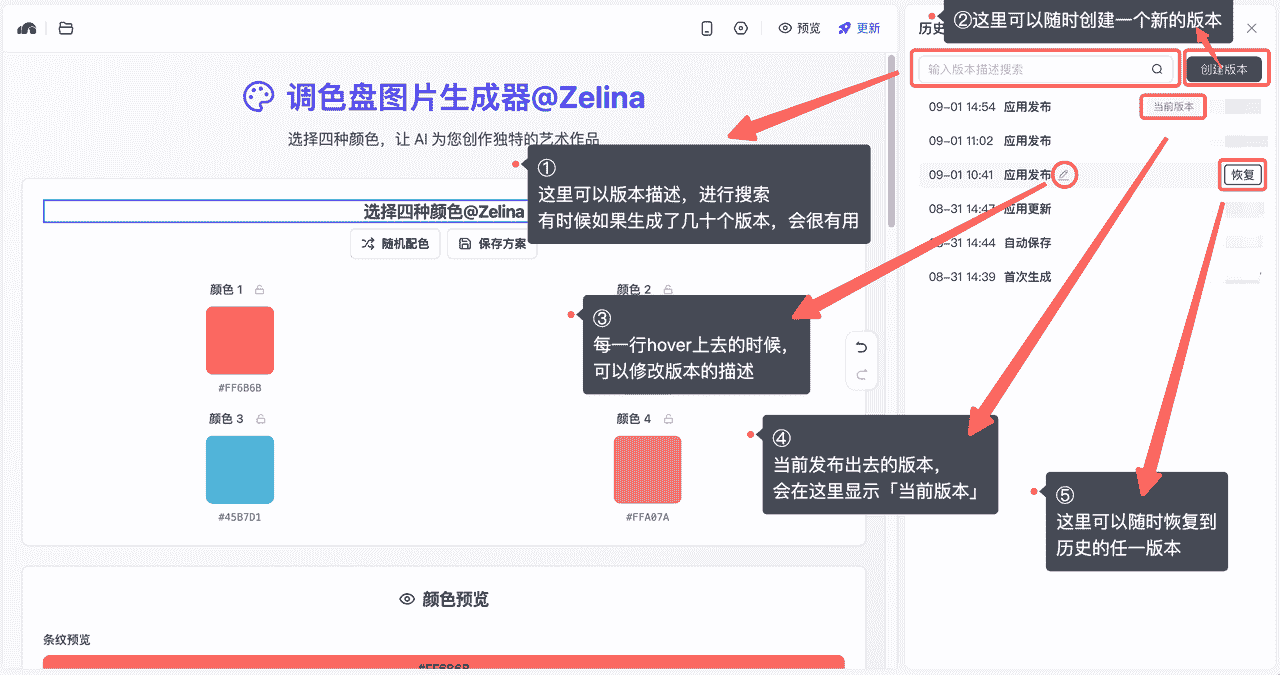 预览
更新
历史
②这里可以随时创建一个新的版本
输入版本描述搜索
创建版本
调色盘图片生成器@Zelina
选择四种颜色，让 AI 为您创作独特的艺术作品
09-01 14:54 应用发布
当前版本
09-01 11:02 应用发布
09-01 10:41 应用发布
恢复
08-31 14:47 应用更新
08-31 14:44 自动保存
08-31 14:39 首次生成
①
这里可以版本描述，进行搜索
有时候如果生成了几十个版本，会很有用
选择四种颜色@Zelina
随机配色
保存方案
颜色 1
颜色 2
#FF6B6B
③
每一行hover上去的时候，
可以修改版本的描述
颜色 3
颜色 4
#45B7D1
#FFA07A
④
当前发布出去的版本，
会在这里显示「当前版本」
⑤
这里可以随时恢复到
历史的任一版本
颜色预览
条纹预览
#FF6B6B